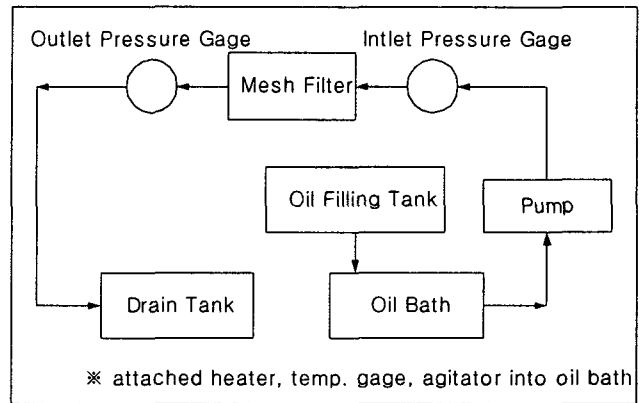 Outlet Pressure Gage
Intlet Pressure Gage
Mesh Filter
Oil Filling Tank
Pump
Drain Tank
Oil Bath
※ attached heater, temp. gage, agitator into oil bath